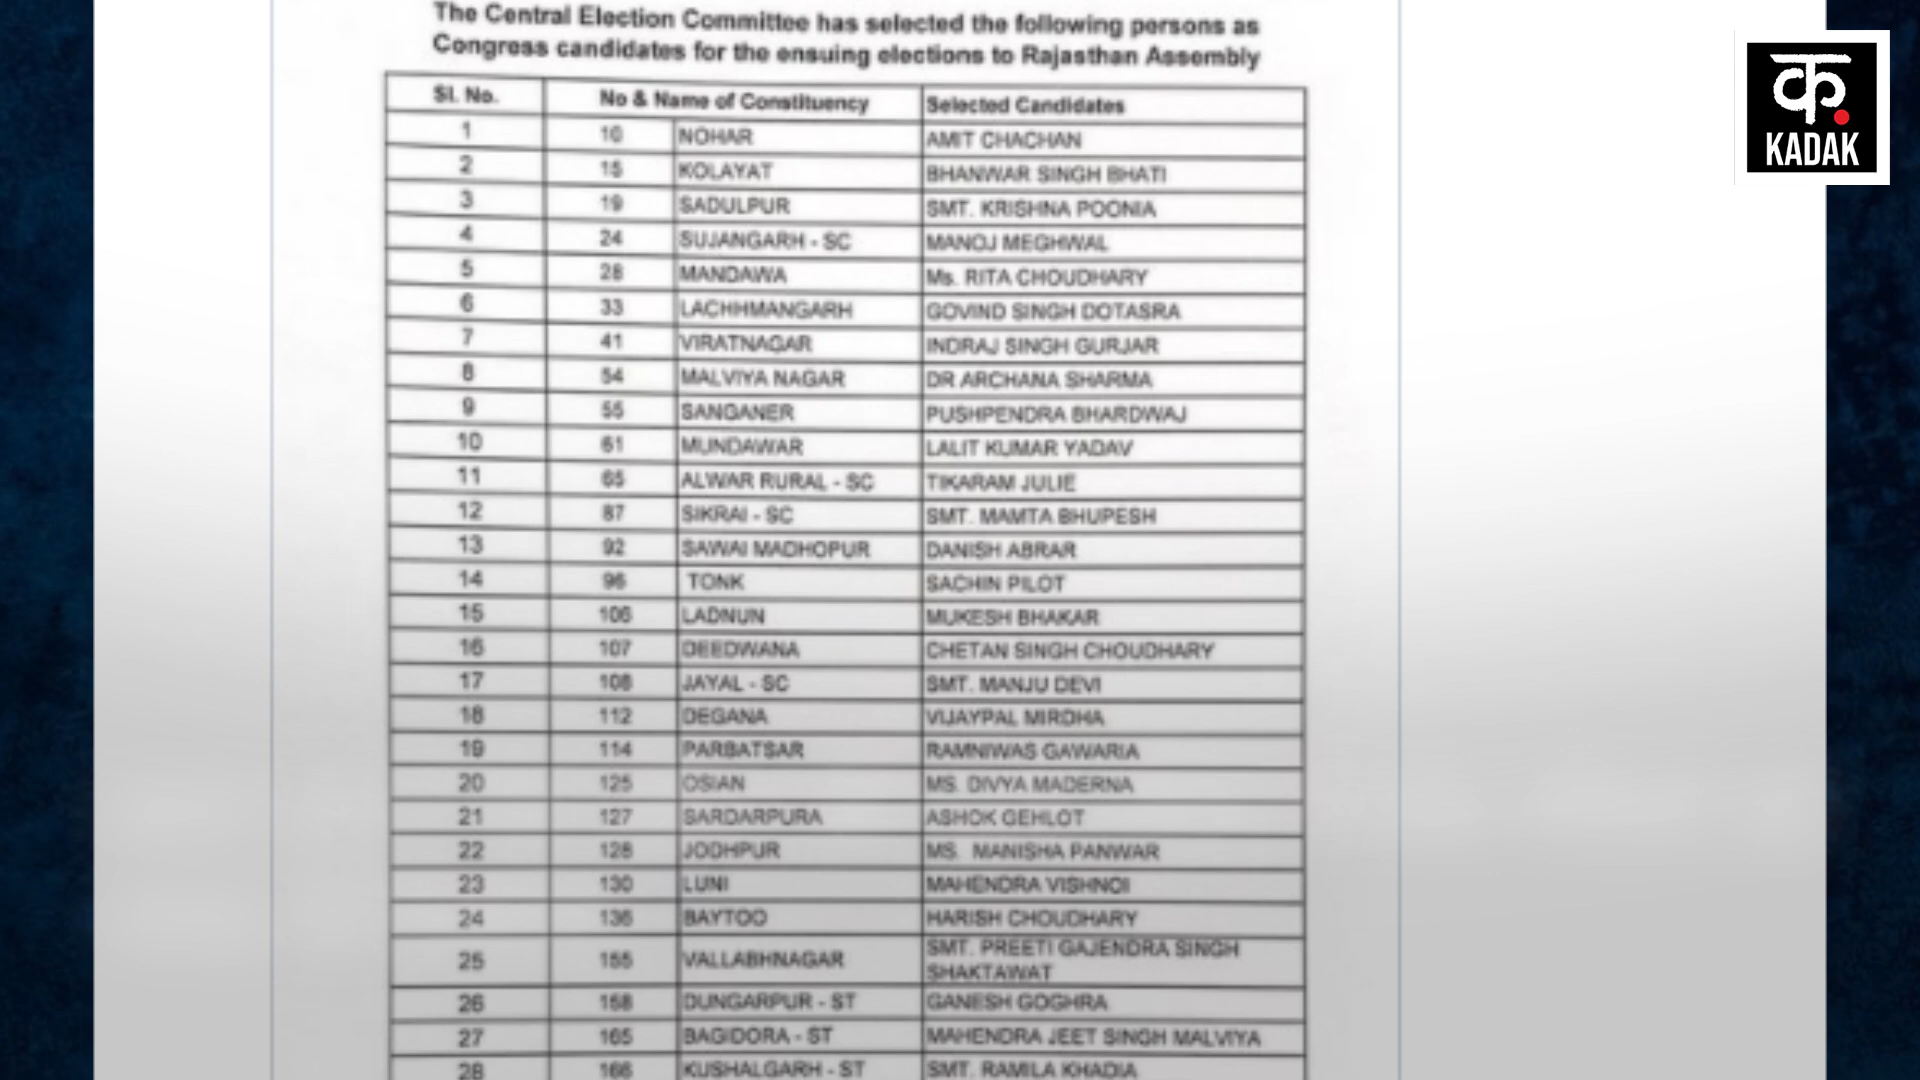 The Central Election Committee has selected the following persons as
Congress candidates for the ensuing elections to Rajasthan Assembly
Sl. No. No & Name of Constituency Selected Candidates
1 10 NOHAR AMIT CHACHAN
2 15 KOLAYAT BHANWAR SINGH BHATI
3 19 SADULPUR SMT. KRISHNA POONIA
4 24 SUJANGARH - SC MANOJ MEGHWAL
5 28 MANDAWA Ms. RITA CHOUDHARY
6 33 LACHHMANGARH GOVIND SINGH DOTASRA
7 41 VIRATNAGAR INDRAJ SINGH GURJAR
8 54 MALVIYA NAGAR DR ARCHANA SHARMA
9 55 SANGANER PUSHPENDRA BHARDWAJ
10 61 MUNDAWAR LALIT KUMAR YADAV
11 65 ALWAR RURAL - SC TIKARAM JULIE
12 87 SIKRAI - SC SMT. MAMTA BHUPESH
13 92 SAWAI MADHOPUR DANISH ABRAR
14 96 TONK SACHIN PILOT
15 106 LADNUN MUKESH BHAKAR
16 107 DEEDWANA CHETAN SINGH CHOUDHARY
17 108 JAYAL - SC SMT. MANJU DEVI
18 112 DEGANA VIJAYPAL MIRDHA
19 114 PARBATSAR RAMNIWAS GAWARIA
20 125 OSIAN MS. DIVYA MADERNA
21 127 SARDARPURA ASHOK GEHLOT
22 128 JODHPUR MS. MANISHA PANWAR
23 130 LUNI MAHENDRA VISHNOI
24 136 BAYTOO HARISH CHOUDHARY
25 155 VALLABHNAGAR SMT. PREETI GAJENDRA SINGH
SHAKTAWAT
26 158 DUNGARPUR - ST GANESH GOGHRA
27 165 BAGIDORA - ST MAHENDRA JEET SINGH MALVIYA
28 166 KUSHALGARH - ST SMT. RAMILA KHADIA
क.
KADAK